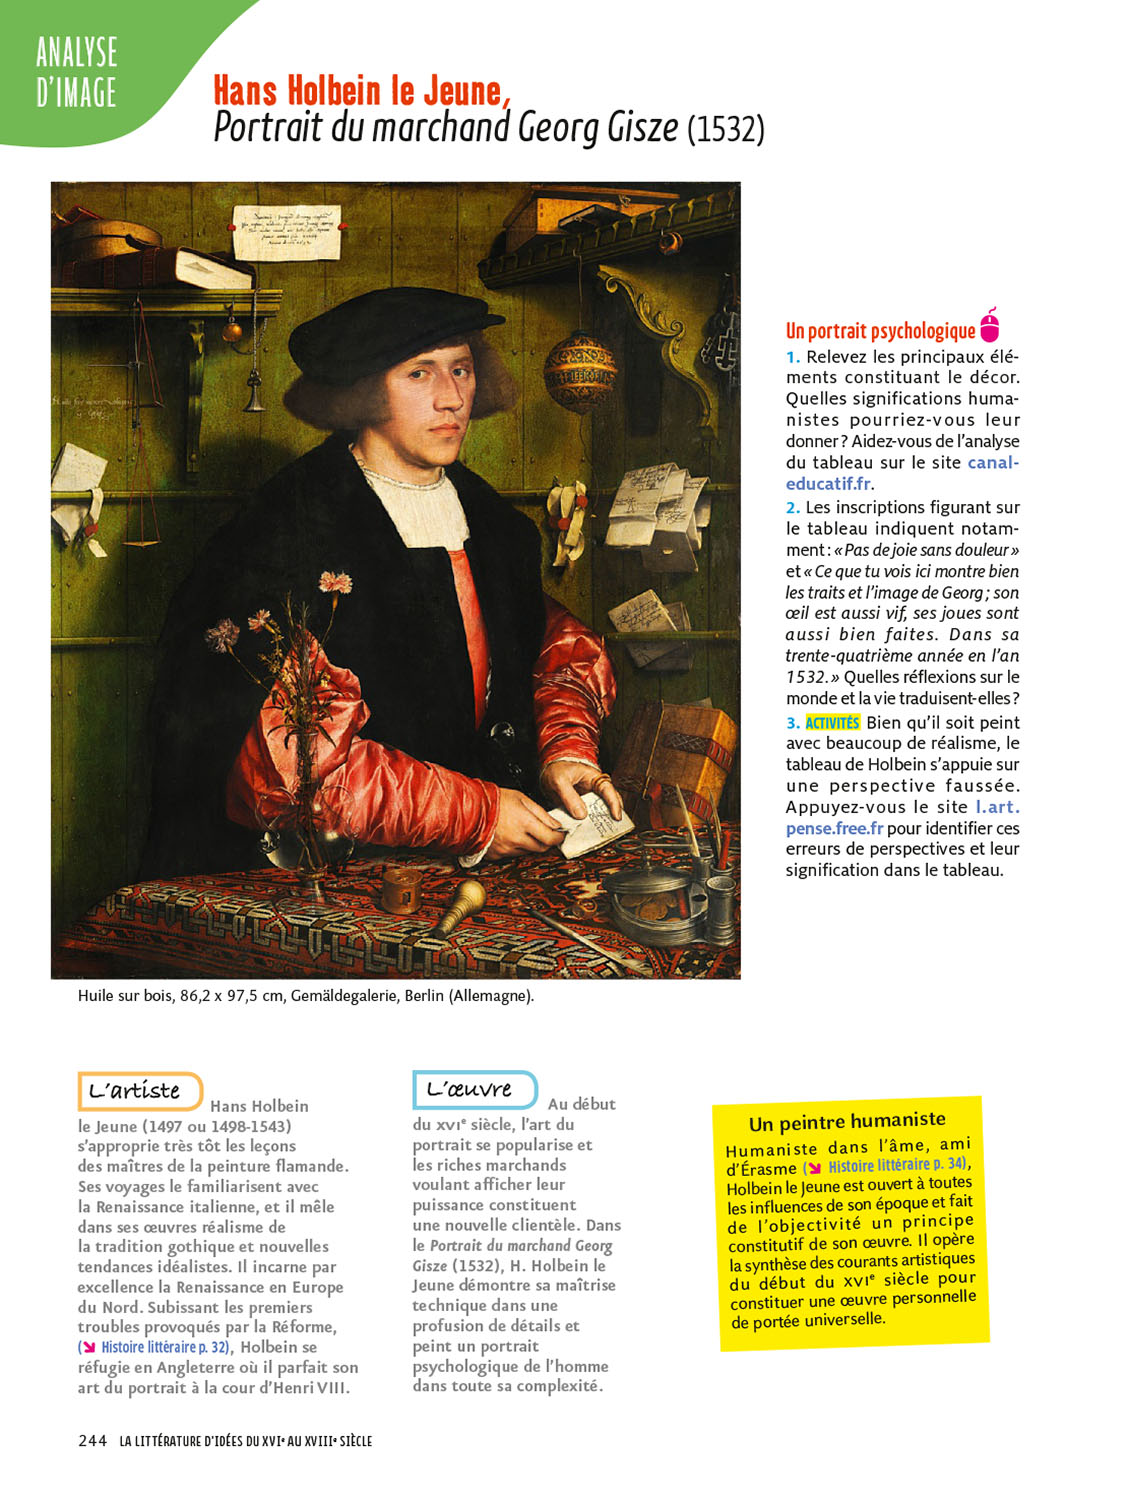 ANALYSE
D'IMAGE
Hans Holbein le Jeune,
Portrait du marchand Georg Gisze (1532)
Un portrait psychologique
1. Relevez les principaux élé-
ments constituant le décor.
Quelles significations huma-
nistes pourriez-vous leur
donner ? Aidez-vous de l'analyse
du tableau sur le site canal-
educatif.fr.
2. Les inscriptions figurant sur
le tableau indiquent notam-
ment : « Pas de joie sans douleur »
et « Ce que tu vois ici montre bien
les traits et l'image de Georg ; son
œil est aussi vif, ses joues sont
aussi bien faites. Dans sa
trente-quatrième année en l'an
1532. » Quelles réflexions sur le
monde et la vie traduisent-elles ?
3. ACTIVITÉS Bien qu'il soit peint
avec beaucoup de réalisme, le
tableau de Holbein s'appuie sur
une perspective faussée.
Appuyez-vous le site l.art.
pense.free.fr pour identifier ces
erreurs de perspectives et leur
signification dans le tableau.
Huile sur bois, 86,2 x 97,5 cm, Gemäldegalerie, Berlin (Allemagne).
L'artiste Hans Holbein
le Jeune (1497 ou 1498-1543)
s'approprie très tôt les leçons
des maîtres de la peinture flamande.
Ses voyages le familiarisent avec
la Renaissance italienne, et il mêle
dans ses œuvres réalisme de
la tradition gothique et nouvelles
tendances idéalistes. Il incarne par
excellence la Renaissance en Europe
du Nord. Subissant les premiers
troubles provoqués par la Réforme,
(↘ Histoire littéraire p. 32), Holbein se
réfugie en Angleterre où il parfait son
art du portrait à la cour d'Henri VIII.
L'œuvre Au début
du XVIe siècle, l'art du
portrait se popularise et
les riches marchands
voulant afficher leur
puissance constituent
une nouvelle clientèle. Dans
le Portrait du marchand Georg
Gisze (1532), H. Holbein le
Jeune démontre sa maîtrise
technique dans une
profusion de détails et
peint un portrait
psychologique de l'homme
dans toute sa complexité.
Un peintre humaniste
Humaniste dans l'âme, ami
d'Érasme (↘ Histoire littéraire p. 34),
Holbein le Jeune est ouvert à toutes
les influences de son époque et fait
de l'objectivité un principe
constitutif de son œuvre. Il opère
la synthèse des courants artistiques
du début du XVIe siècle pour
constituer une œuvre personnelle
de portée universelle.
244 LA LITTÉRATURE D'IDÉES DU XVIe AU XVIIIe SIÈCLE